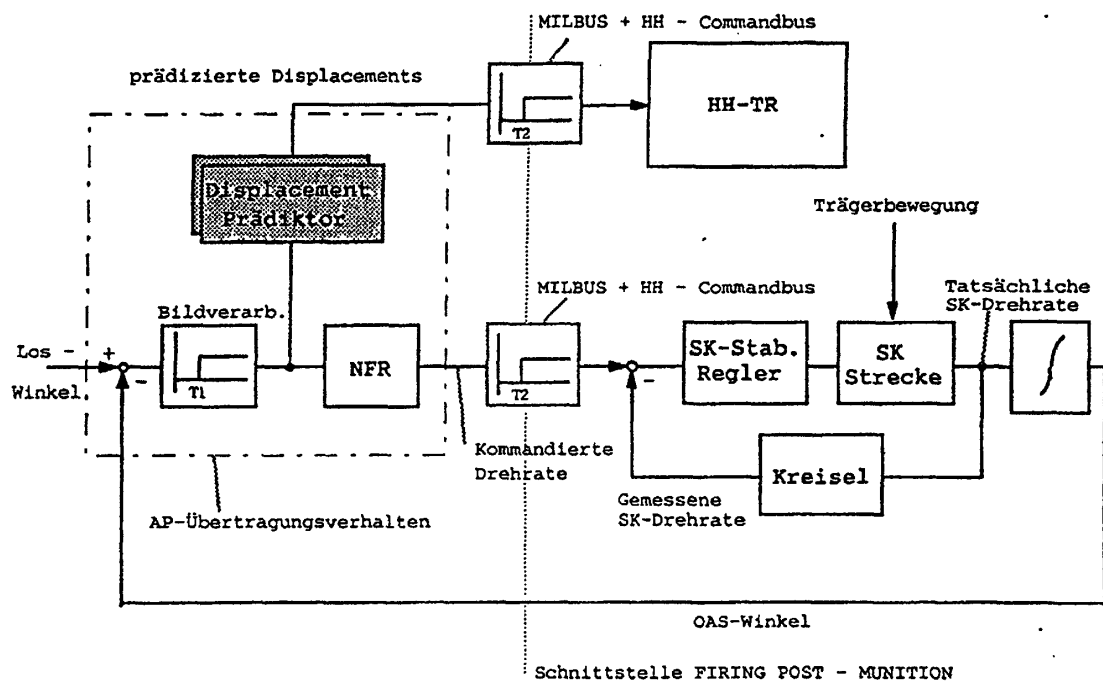 MILBUS + HH - Commandbus
prädizierte Displacements
T2
HH-TR
Displacement
Prädiktor
Trägerbewegung
MILBUS + HH - Commandbus
Tatsächliche
SK-Drehrate
Bildverarb.
Los -
Winkel
+
-
T1
NFR
T2
-
SK-Stab.
Regler
SK
Strecke
Kommandierte
Drehrate
Kreisel
Gemessene
SK-Drehrate
AP-Übertragungsverhalten
OAS-Winkel
Schnittstelle FIRING POST - MUNITION